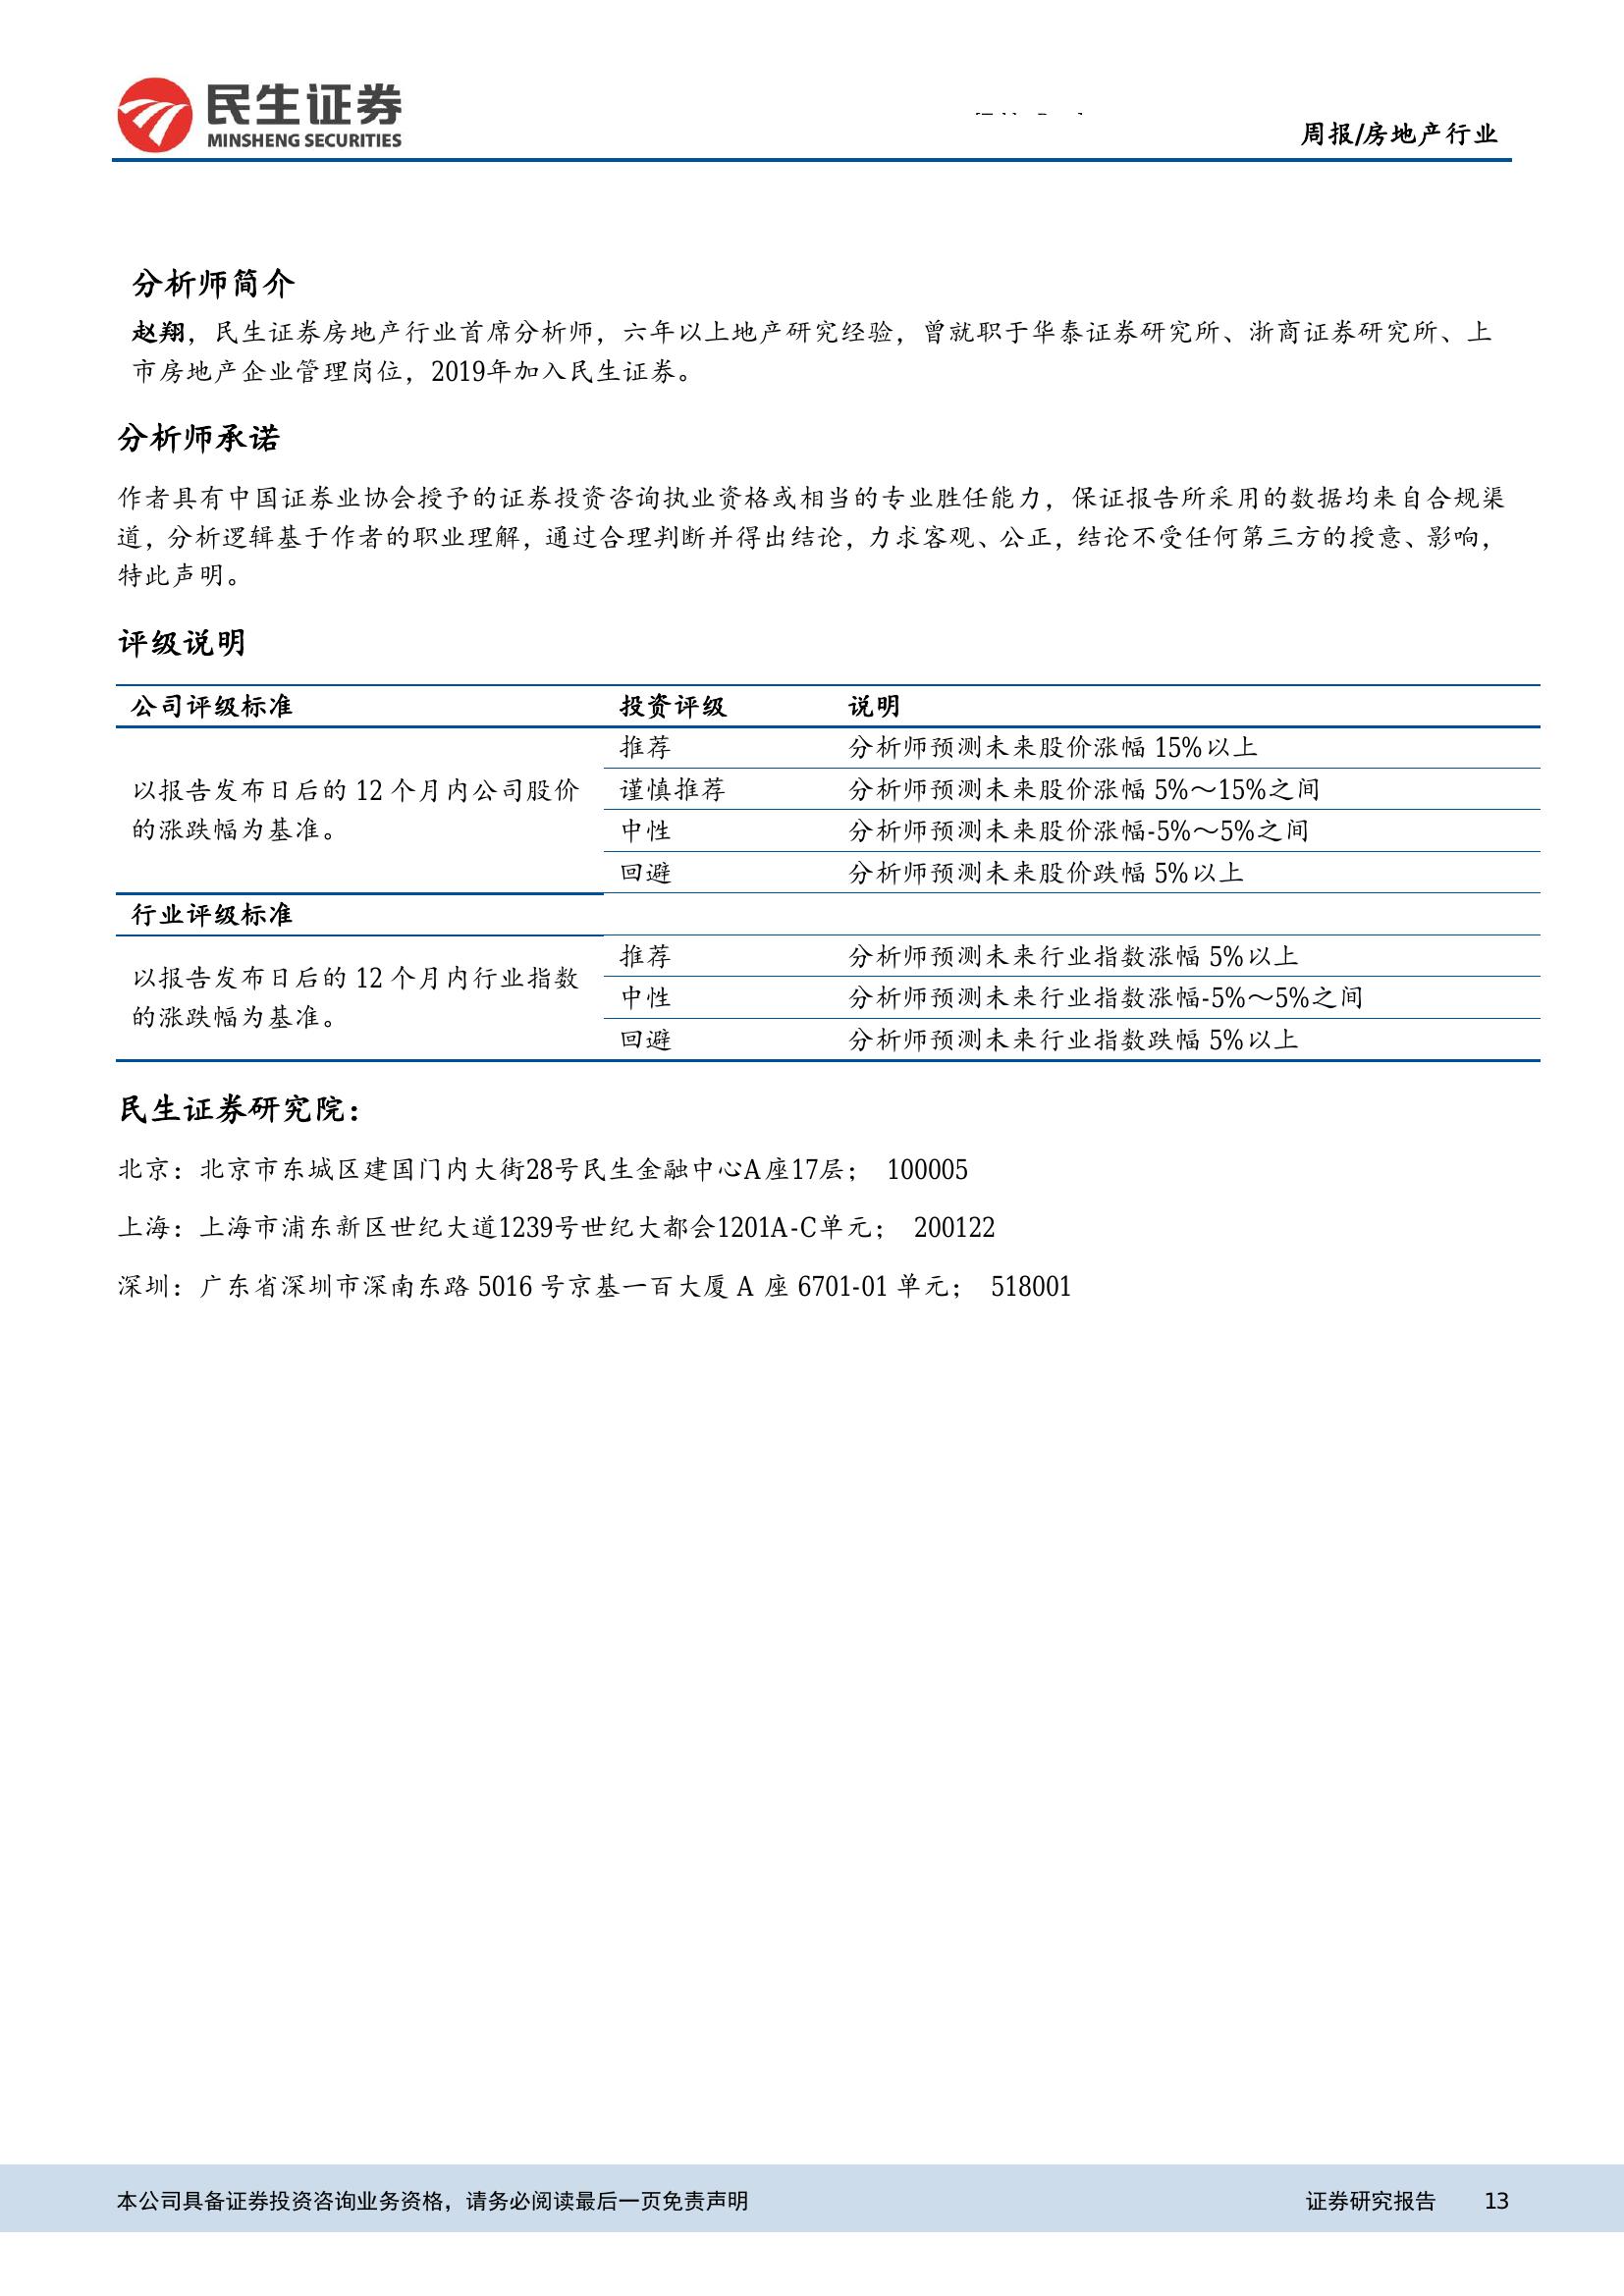 民生证券
MINSHENG SECURITIES
周报/房地产行业
分析师简介
赵翔，民生证券房地产行业首席分析师，六年以上地产研究经验，曾就职于华泰证券研究所、浙商证券研究所、上
市房地产企业管理岗位，2019年加入民生证券。
分析师承诺
作者具有中国证券业协会授予的证券投资咨询执业资格或相当的专业胜任能力，保证报告所采用的数据均来自合规渠
道，分析逻辑基于作者的职业理解，通过合理判断并得出结论，力求客观、公正，结论不受任何第三方的授意、影响，
特此声明。
评级说明
公司评级标准 投资评级 说明
推荐 分析师预测未来股价涨幅 15%以上
以报告发布日后的 12 个月内公司股价
的涨跌幅为基准。
谨慎推荐 分析师预测未来股价涨幅 5%～15%之间
中性 分析师预测未来股价涨幅-5%～5%之间
回避 分析师预测未来股价跌幅 5%以上
行业评级标准
以报告发布日后的 12 个月内行业指数
的涨跌幅为基准。
推荐 分析师预测未来行业指数涨幅 5%以上
中性 分析师预测未来行业指数涨幅-5%～5%之间
回避 分析师预测未来行业指数跌幅 5%以上
民生证券研究院：
北京：北京市东城区建国门内大街28号民生金融中心A座17层； 100005
上海：上海市浦东新区世纪大道1239号世纪大都会1201A-C单元； 200122
深圳：广东省深圳市深南东路 5016 号京基一百大厦 A 座 6701-01 单元； 518001
本公司具备证券投资咨询业务资格，请务必阅读最后一页免责声明 证券研究报告 13